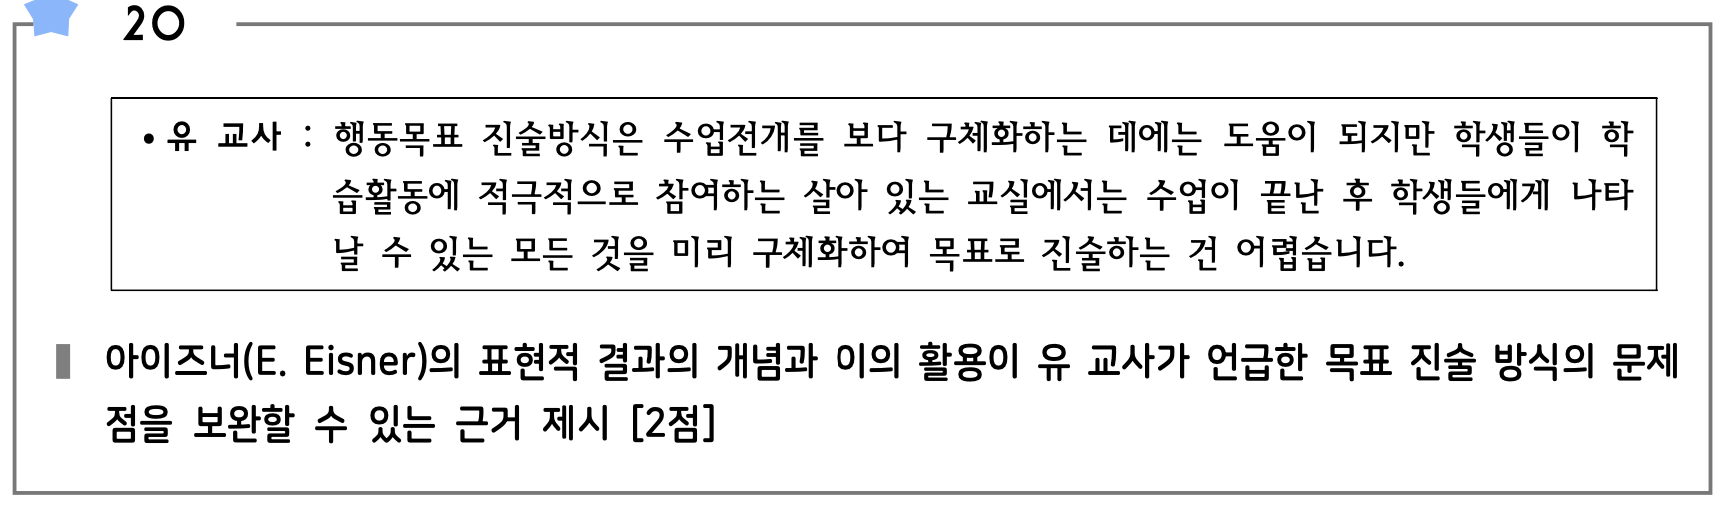 20
• 유 교사 : 행동목표 진술방식은 수업전개를 보다 구체화하는 데에는 도움이 되지만 학생들이 학
습활동에 적극적으로 참여하는 살아 있는 교실에서는 수업이 끝난 후 학생들에게 나타
날 수 있는 모든 것을 미리 구체화하여 목표로 진술하는 건 어렵습니다.
아이즈너(E. Eisner)의 표현적 결과의 개념과 이의 활용이 유 교사가 언급한 목표 진술 방식의 문제
점을 보완할 수 있는 근거 제시 [2점]